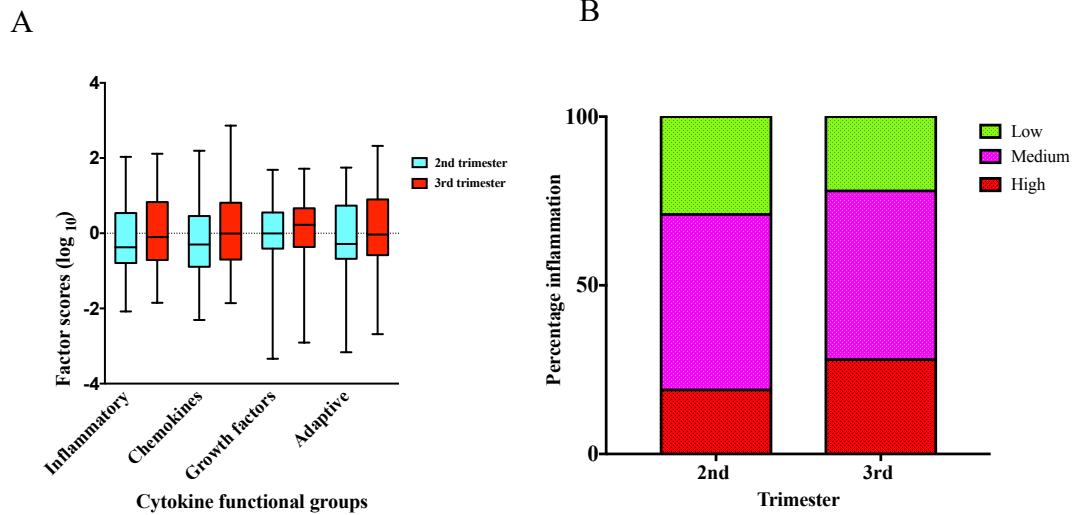 A
4
2
0
-2
-4
Factor scores (log 10)
Inflammatory
Chemokines
Growth factors
Adaptive
Cytokine functional groups
2nd trimester
3rd trimester
B
100
50
0
Percentage inflammation
2nd
3rd
Trimester
Low
Medium
High